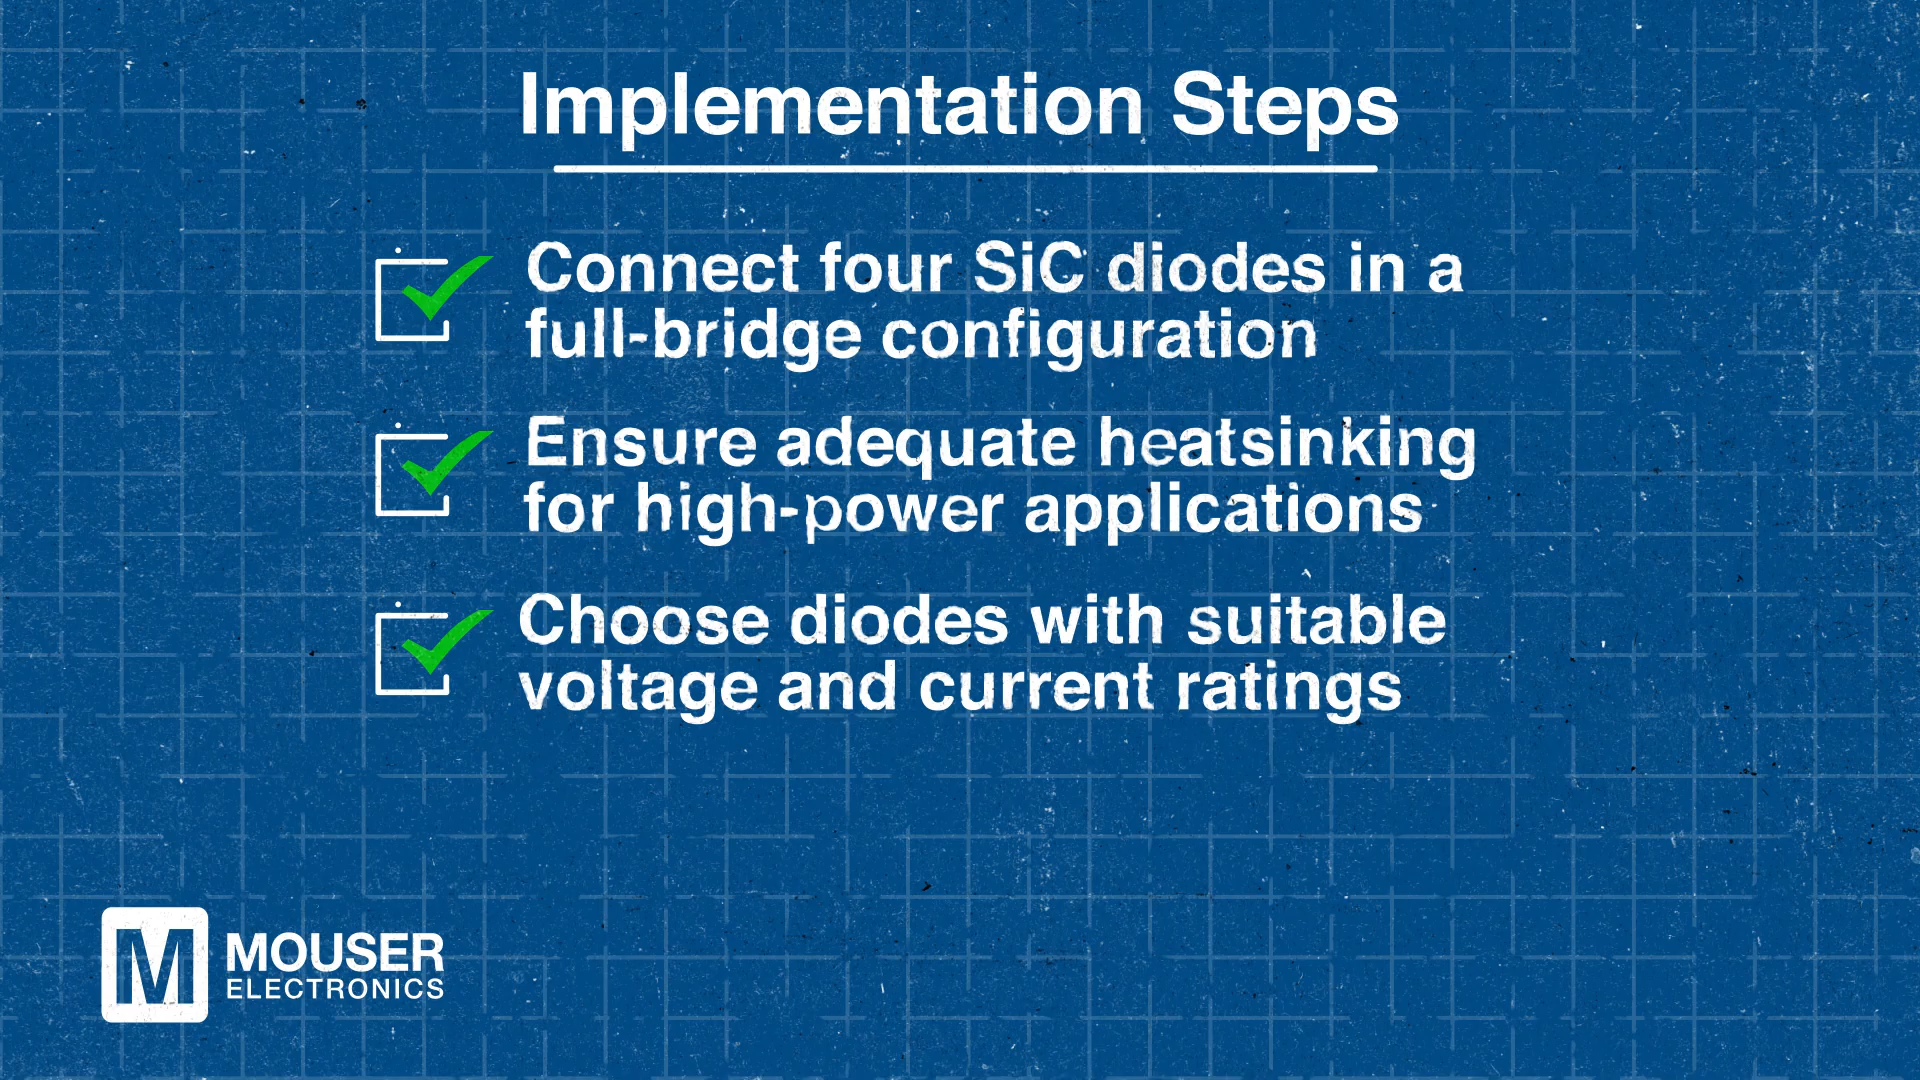 Implementation Steps
Connect four SiC diodes in a
full-bridge configuration
Ensure adequate heatsinking
for high-power applications
Choose diodes with suitable
voltage and current ratings
M
MOUSER
ELECTRONICS